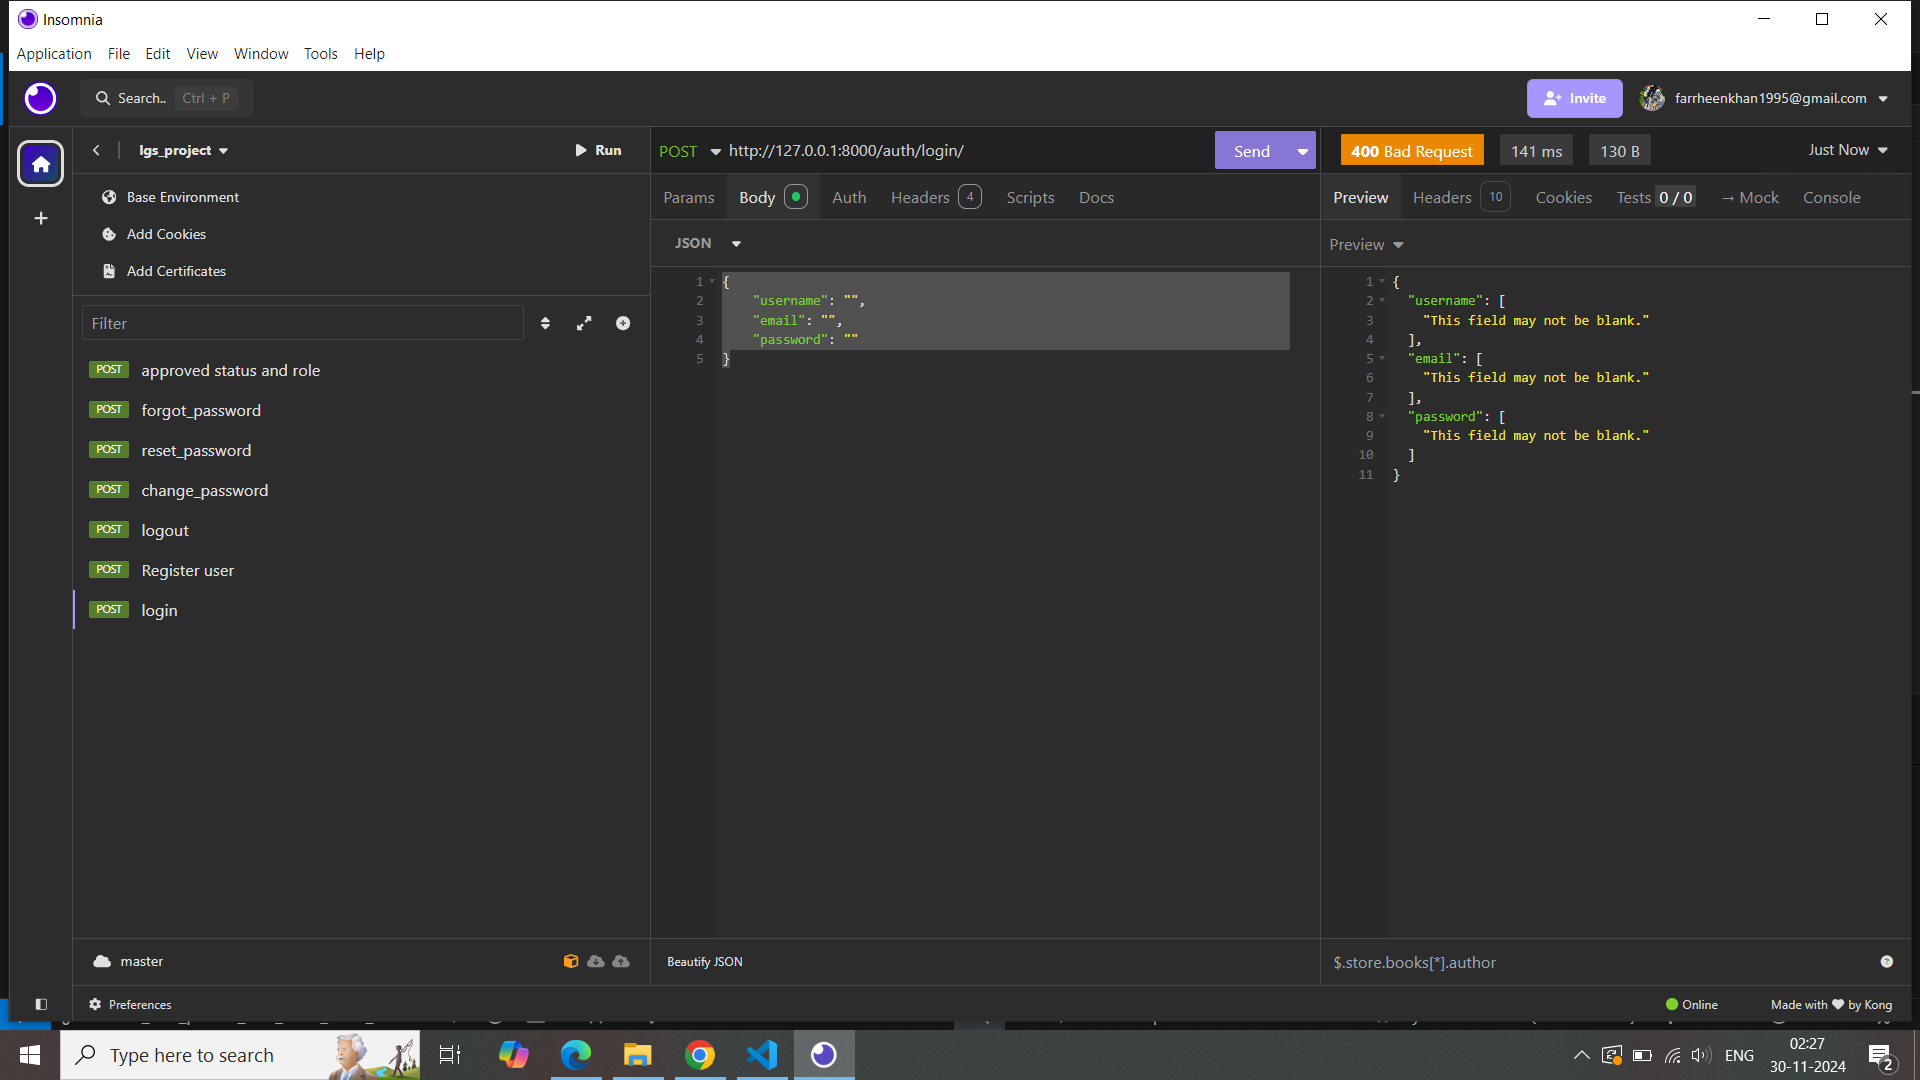 Insomnia
Application File Edit View Window Tools Help
Search.. Ctrl + P
Invite
farrheenkhan1995@gmail.com
lgs_project
Run
Base Environment
Add Cookies
Add Certificates
Filter
POST approved status and role
POST forgot_password
POST reset_password
POST change_password
POST logout
POST Register user
POST login
master
Preferences
POST http://127.0.0.1:8000/auth/login/
Send
Params Body Auth Headers 4 Scripts Docs
JSON
1 {
2 "username": "",
3 "email": "",
4 "password": ""
5 }
Beautify JSON
400 Bad Request 141 ms 130 B Just Now
Preview Headers 10 Cookies Tests 0 / 0 → Mock Console
Preview
1 {
2 "username": [
3 "This field may not be blank."
4 ],
5 "email": [
6 "This field may not be blank."
7 ],
8 "password": [
9 "This field may not be blank."
10 ]
11 }
$.store.books[*].author
?
Online
Made with ❤ by Kong
Type here to search
ENG
02:27
30-11-2024
2